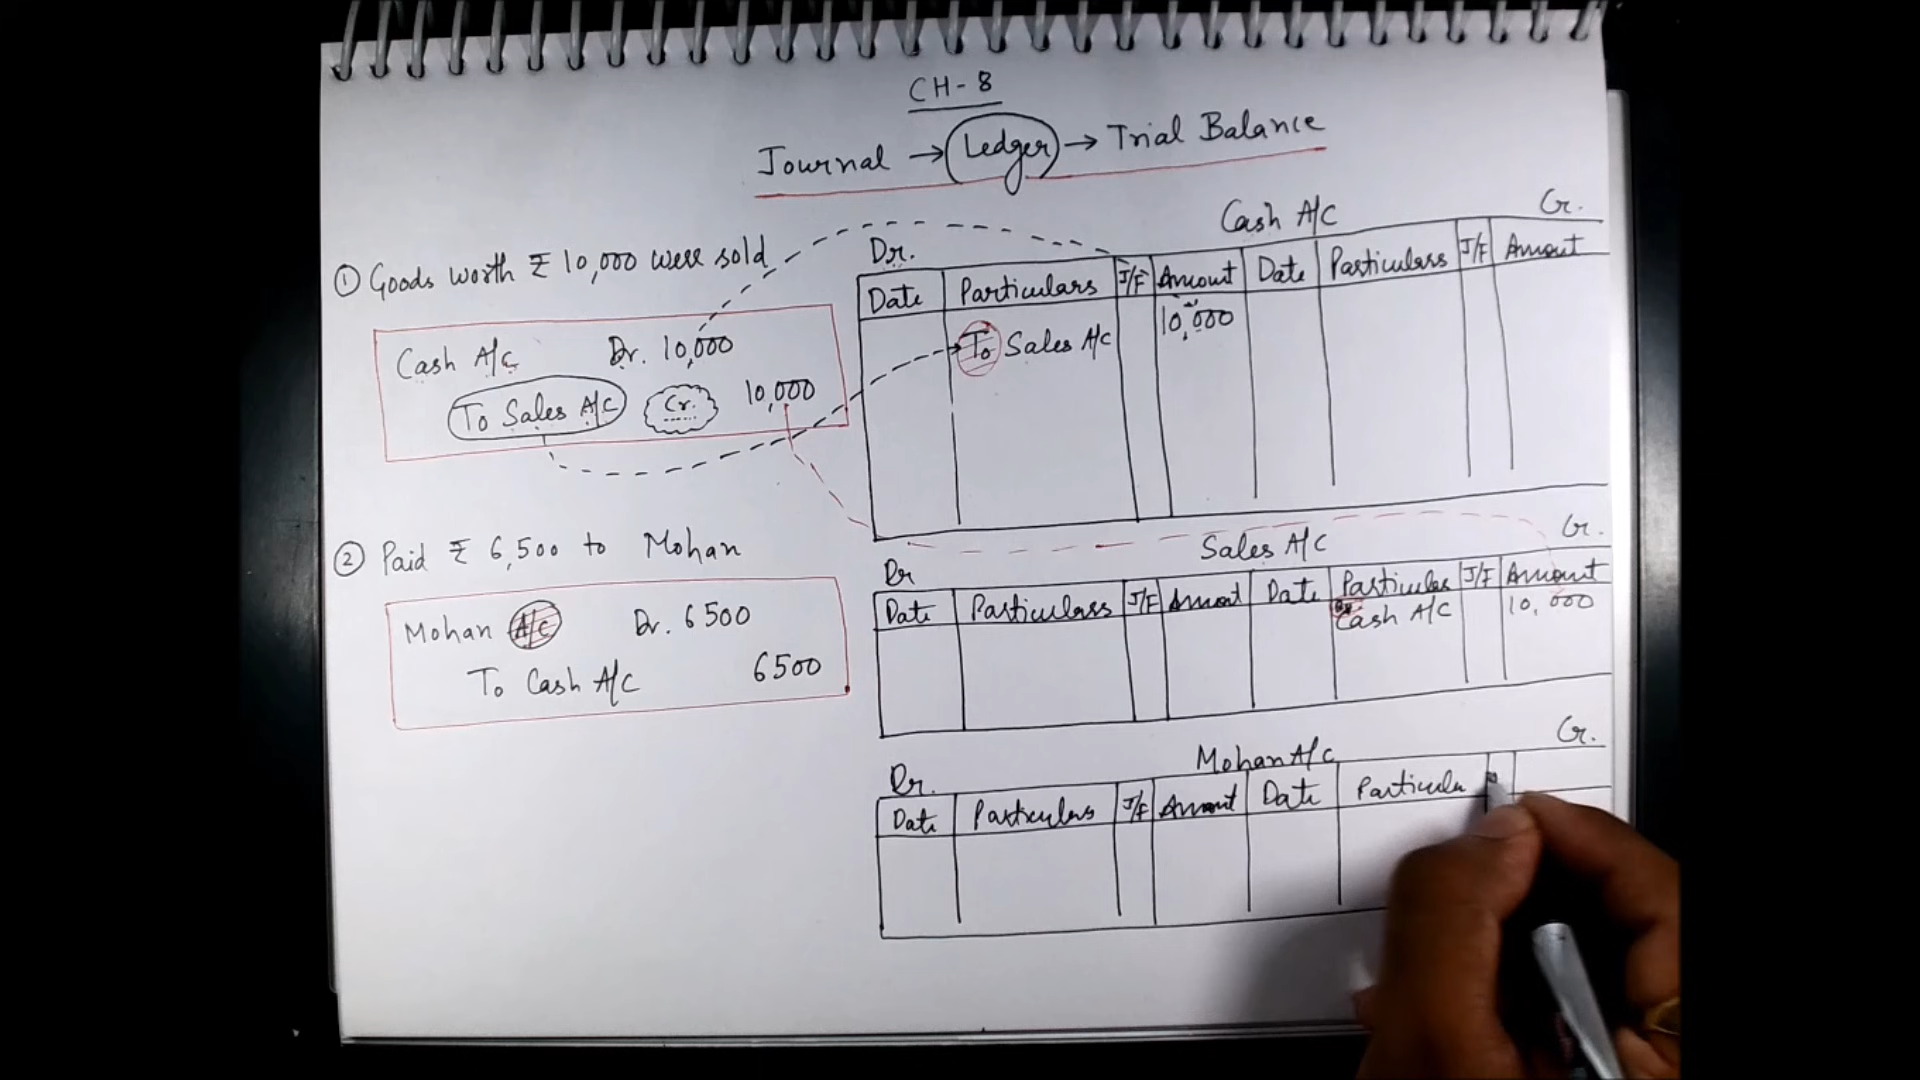 CH-8
Journal → Ledger → Trial Balance
① Goods worth ₹ 10,000 were sold
Cash A/C Dr. 10,000
To Sales A/C Cr. 10,000
② Paid ₹ 6,500 to Mohan
Mohan A/C Dr. 6500
To Cash A/C 6500
Cash A/C
Dr. Cr.
Date Particulars J/F Amount Date Particulars J/F Amount
To Sales A/C 10,000
Sales A/C
Dr Cr.
Date Particulars J/F Amount Date Particulas J/F Amount
Cash A/C 10,000
Mohan A/C
Dr. Cr.
Date Particulars J/F Amount Date Particula